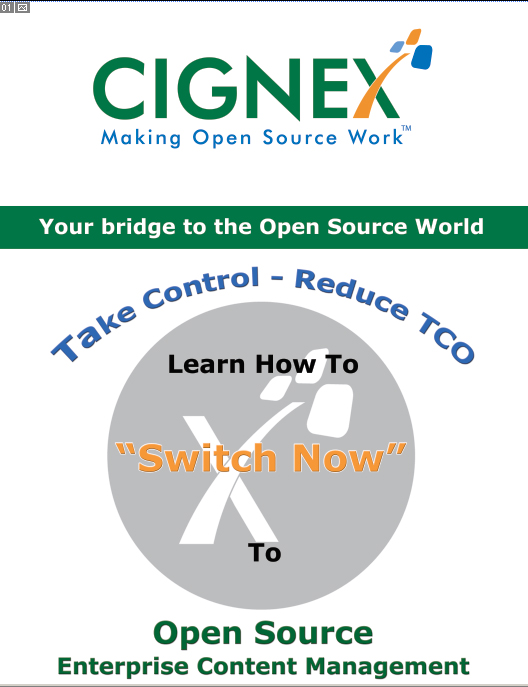 01
CIGNEX
Making Open Source Work™
Your bridge to the Open Source World
Take Control - Reduce TCO
Learn How To
“Switch Now”
To
Open Source
Enterprise Content Management